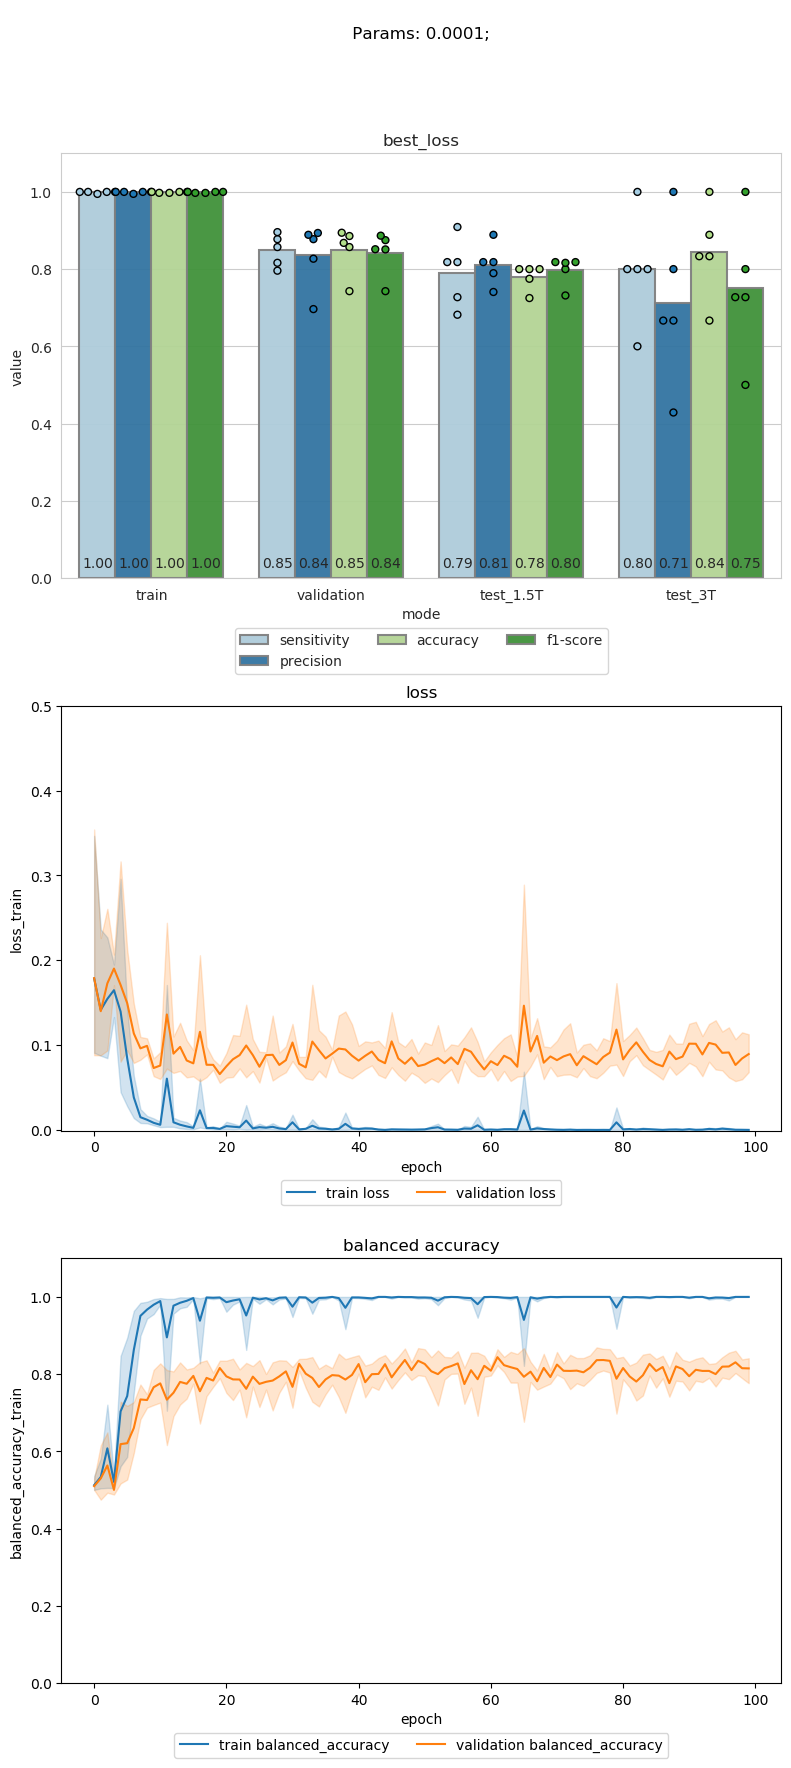 Params: 0.0001;
best_loss
1.0
0.8
0.6
0.4
0.2
0.0
value
1.00 1.00 1.00 1.00 0.85 0.84 0.85 0.84 0.79 0.81 0.78 0.80 0.80 0.71 0.84 0.75
train validation test_1.5T test_3T
mode
sensitivity accuracy f1-score
precision
loss
0.5
0.4
0.3
0.2
0.1
0.0
loss_train
0 20 40 60 80 100
epoch
train loss validation loss
balanced accuracy
1.0
0.8
0.6
0.4
0.2
0.0
balanced_accuracy_train
0 20 40 60 80 100
epoch
train balanced_accuracy validation balanced_accuracy